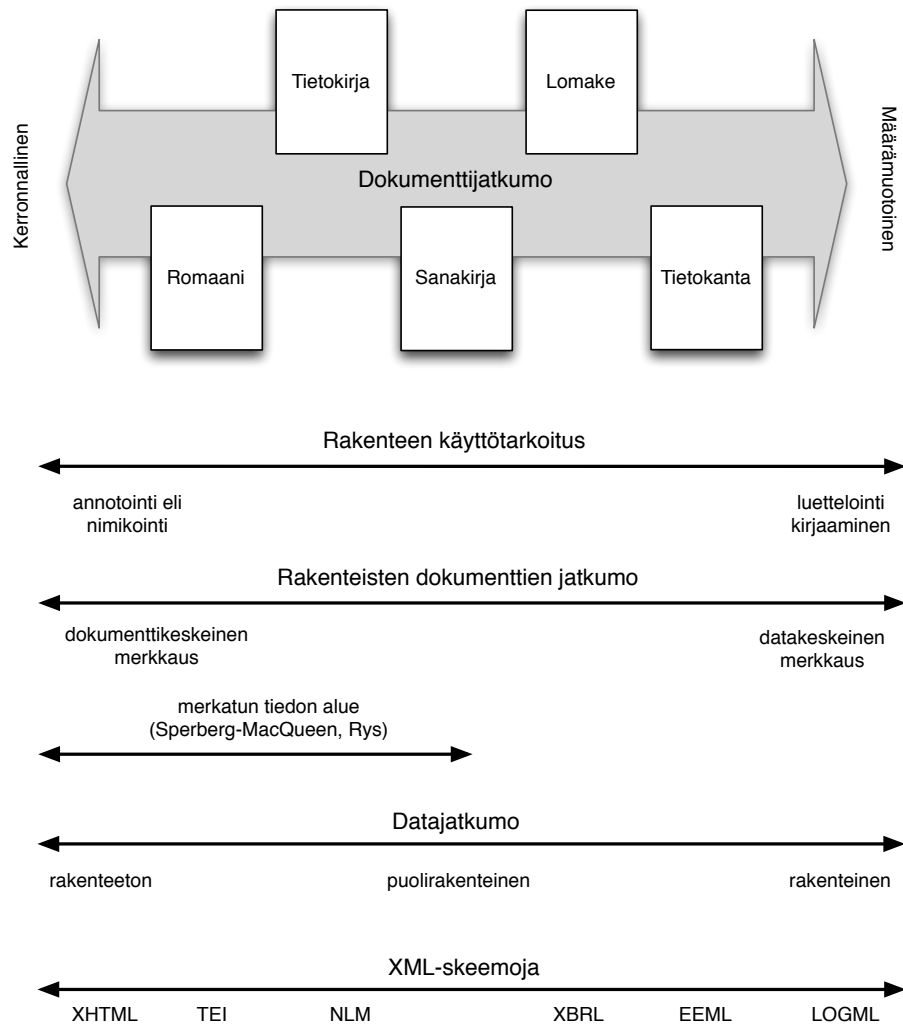 Tietokirja
Lomake
Kerronnallinen
Dokumenttijatkumo
Määrämuotoinen
Romaani
Sanakirja
Tietokanta
Rakenteen käyttötarkoitus
annotointi eli
nimikointi
luettelointi
kirjaaminen
Rakenteisten dokumenttien jatkumo
dokumenttikeskeinen
merkkaus
datakeskeinen
merkkaus
merkatun tiedon alue
(Sperberg-MacQueen, Rys)
Datajatkumo
rakenteeton
puolirakenteinen
rakenteinen
XML-skeemoja
XHTML TEI NLM XBRL EEML LOGML